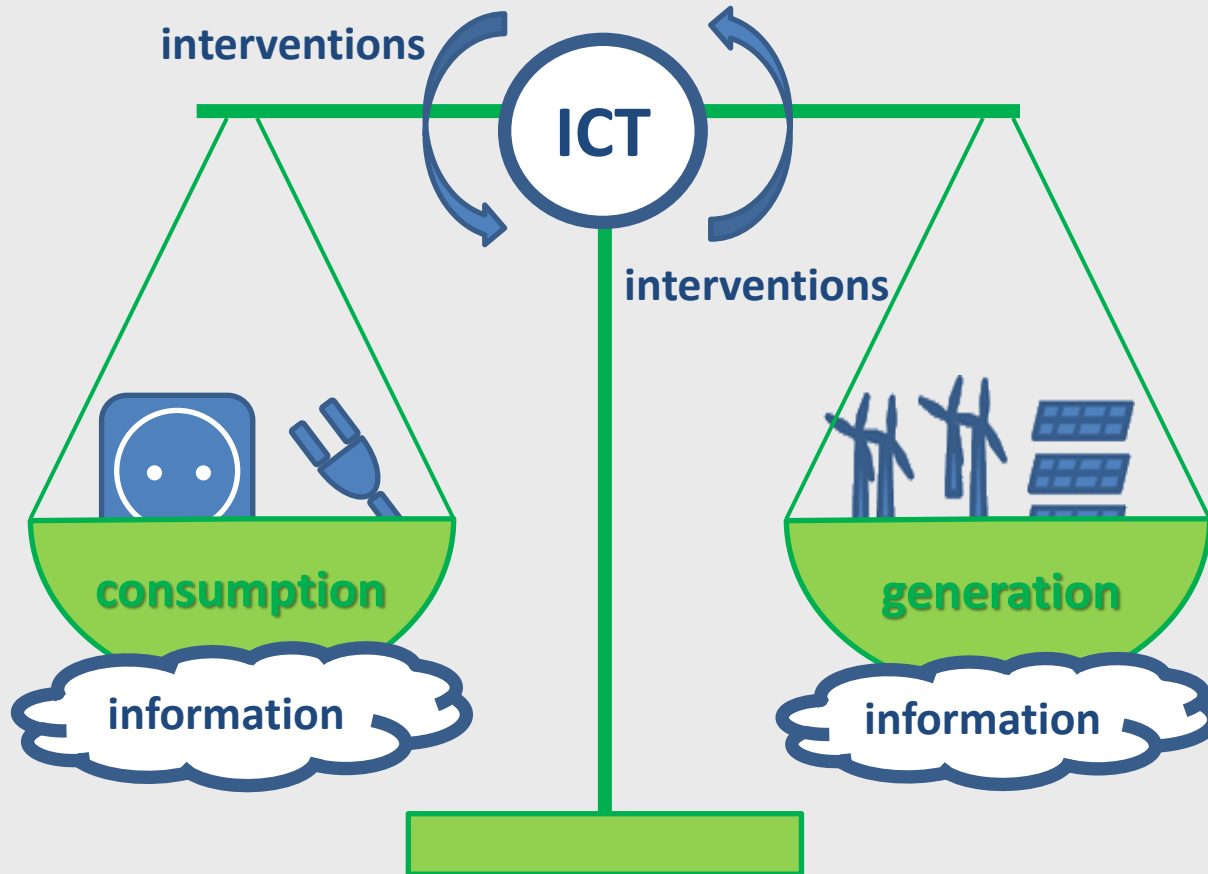 interventions
ICT
interventions
consumption
generation
information
information